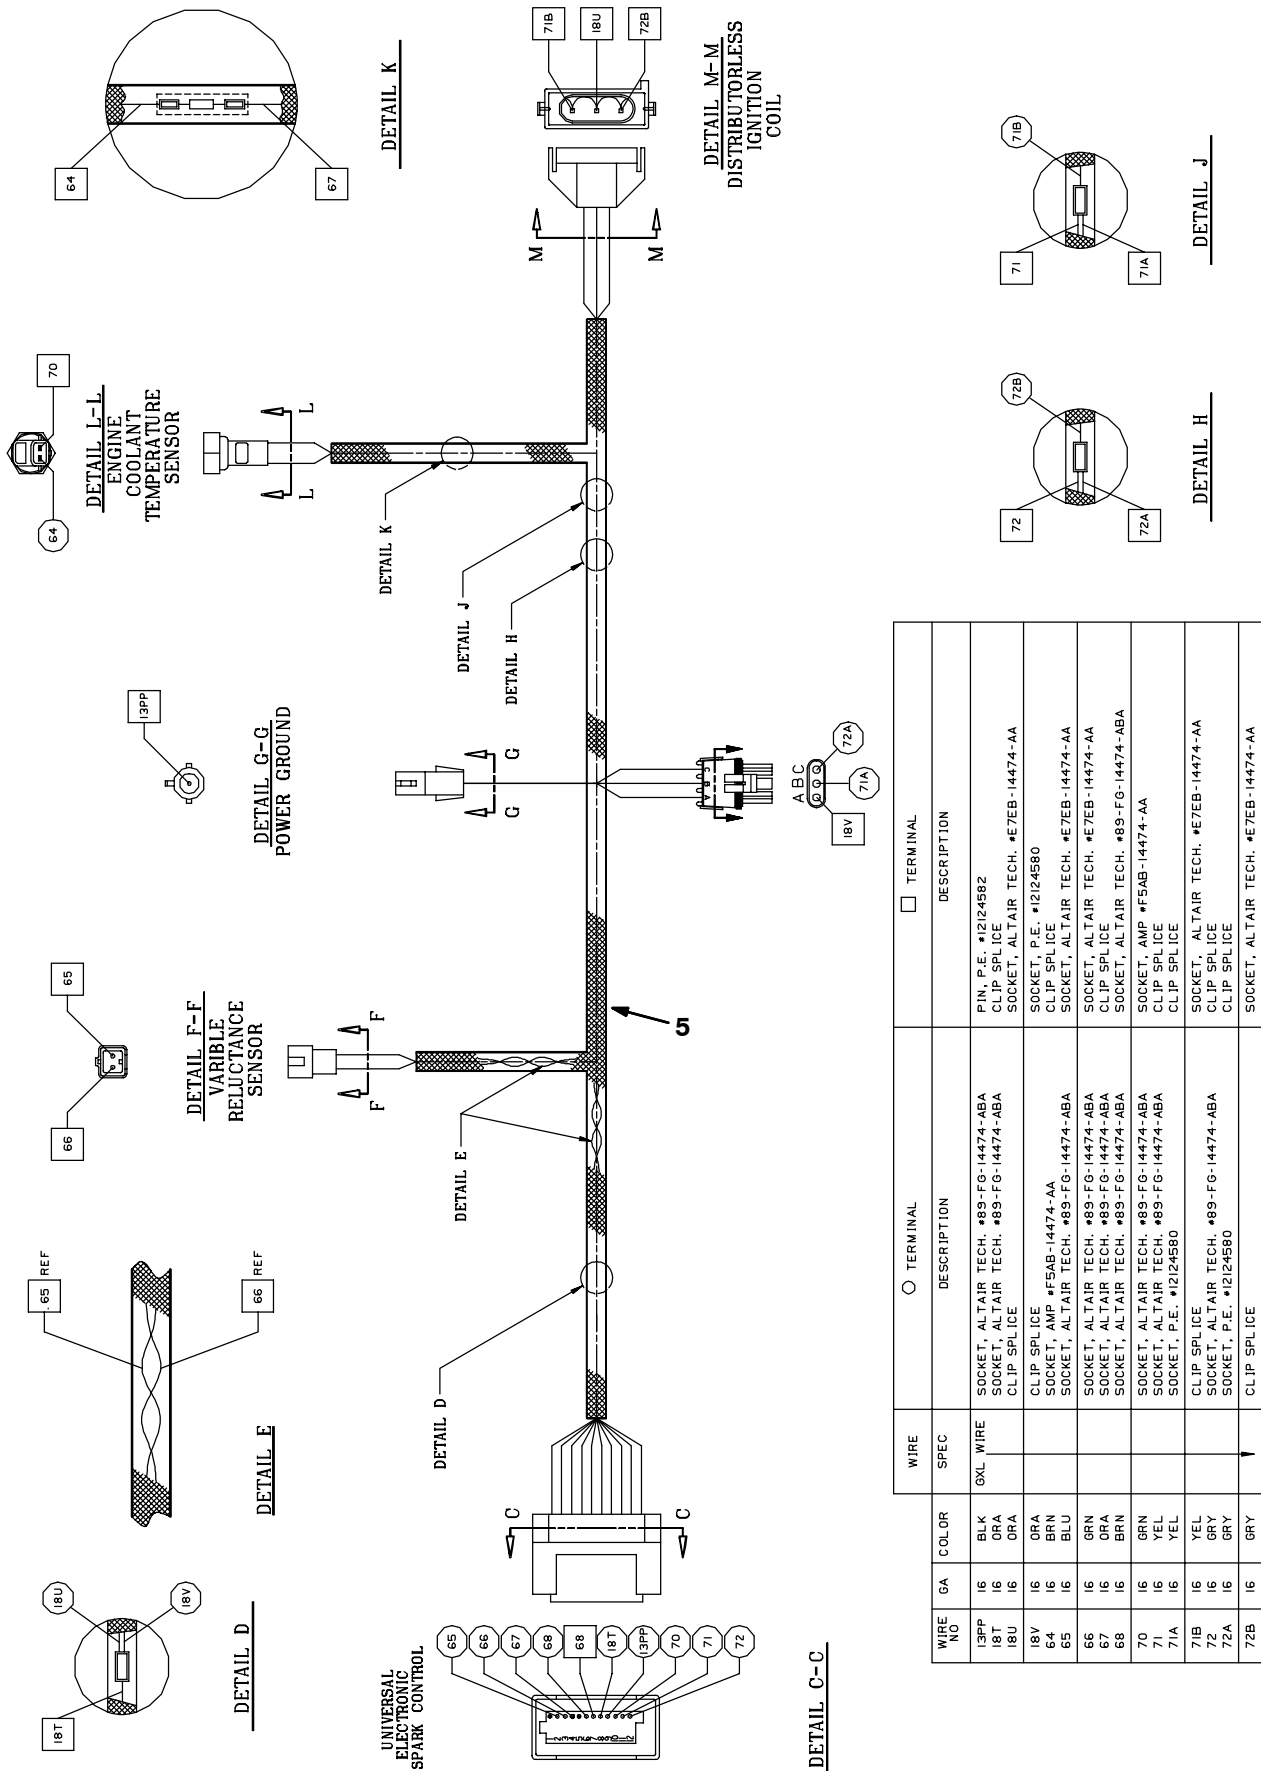 18T
18U
18V
DETAIL D
65 REF
66 REF
DETAIL E
66
65
DETAIL F-F
VARIBLE
RELUCTANCE
SENSOR
13PP
DETAIL G-G
POWER GROUND
64
70
DETAIL L-L
ENGINE
COOLANT
TEMPERATURE
SENSOR
64
67
DETAIL K
UNIVERSAL
ELECTRONIC
SPARK CONTROL
65
66
67
68
68
18T
13PP
70
71
72
DETAIL C-C
C
C
DETAIL D
DETAIL E
F
F
5
G
G
C
B
A
A B C
18V
71A
72A
DETAIL H
DETAIL J
DETAIL K
L
L
M
M
71B
18U
72B
DETAIL M-M
DISTRIBUTORLESS
IGNITION
COIL
72
72A
72B
DETAIL H
71
71A
71B
DETAIL J
WIRE TERMINAL TERMINAL
WIRE NO GA COLOR SPEC DESCRIPTION DESCRIPTION
13PP 16 BLK GXL WIRE SOCKET, ALTAIR TECH. #89-FG-14474-ABA PIN, P.E. #12124582
18T 16 ORA SOCKET, ALTAIR TECH. #89-FG-14474-ABA CLIP SPLICE
18U 16 ORA CLIP SPLICE SOCKET, ALTAIR TECH. #E7EB-14474-AA
18V 16 ORA CLIP SPLICE SOCKET, P.E. #12124580
64 16 BRN SOCKET, AMP #F5AB-14474-AA CLIP SPLICE
65 16 BLU SOCKET, ALTAIR TECH. #89-FG-14474-ABA SOCKET, ALTAIR TECH. #E7EB-14474-AA
66 16 GRN SOCKET, ALTAIR TECH. #89-FG-14474-ABA SOCKET, ALTAIR TECH. #E7EB-14474-AA
67 16 ORA SOCKET, ALTAIR TECH. #89-FG-14474-ABA CLIP SPLICE
68 16 BRN SOCKET, ALTAIR TECH. #89-FG-14474-ABA SOCKET, ALTAIR TECH. #89-FG-14474-ABA
70 16 GRN SOCKET, ALTAIR TECH. #89-FG-14474-ABA SOCKET, AMP #F5AB-14474-AA
71 16 YEL SOCKET, ALTAIR TECH. #89-FG-14474-ABA CLIP SPLICE
71A 16 YEL SOCKET, P.E. #12124580 CLIP SPLICE
71B 16 YEL CLIP SPLICE SOCKET, ALTAIR TECH. #E7EB-14474-AA
72 16 GRY SOCKET, ALTAIR TECH. #89-FG-14474-ABA CLIP SPLICE
72A 16 GRY SOCKET, P.E. #12124580 CLIP SPLICE
72B 16 GRY CLIP SPLICE SOCKET, ALTAIR TECH. #E7EB-14474-AA